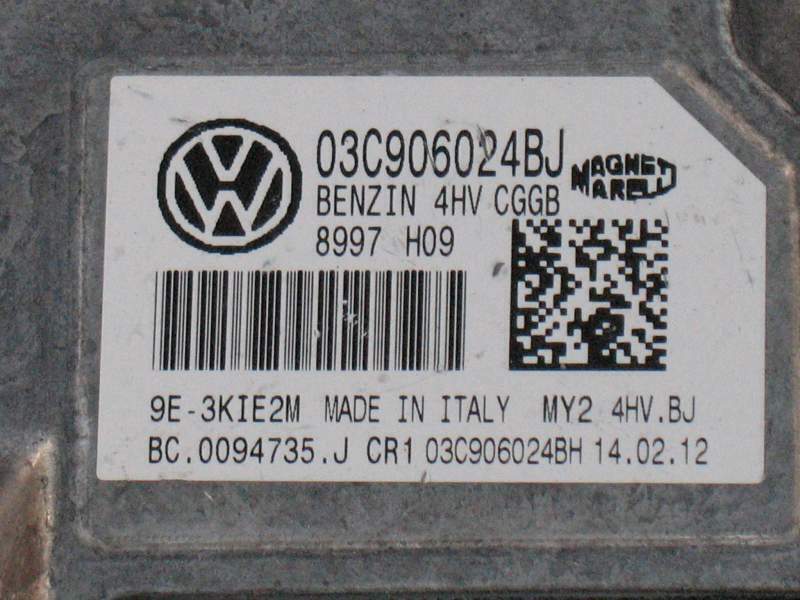 03C906024BJ
MAGNETI
MARELLI
BENZIN 4HV CGGB
8997 H09
9E-3KIE2M MADE IN ITALY MY2 4HV.BJ
BC.0094735.J CR1 03C906024BH 14.02.12